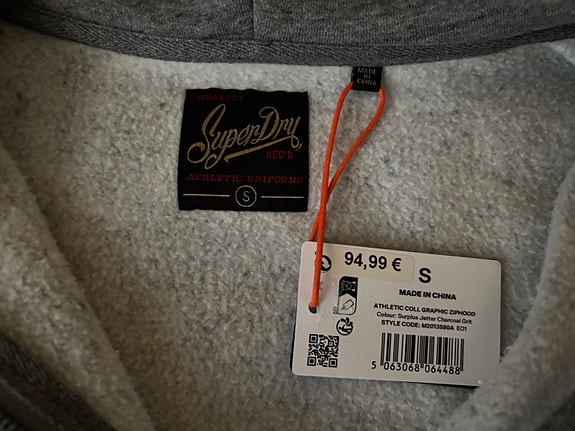 MADE
IN
CHINA
QUALITY
SuperDry
REG'D
ATHLETIC UNIFORMS
S
94,99 €
S
MADE IN CHINA
ATHLETIC COLL GRAPHIC ZIPHOOD
Colour: Surplus Jetter Charcoal Grit
STYLE CODE: M2013580A EO1
5 063068 064488